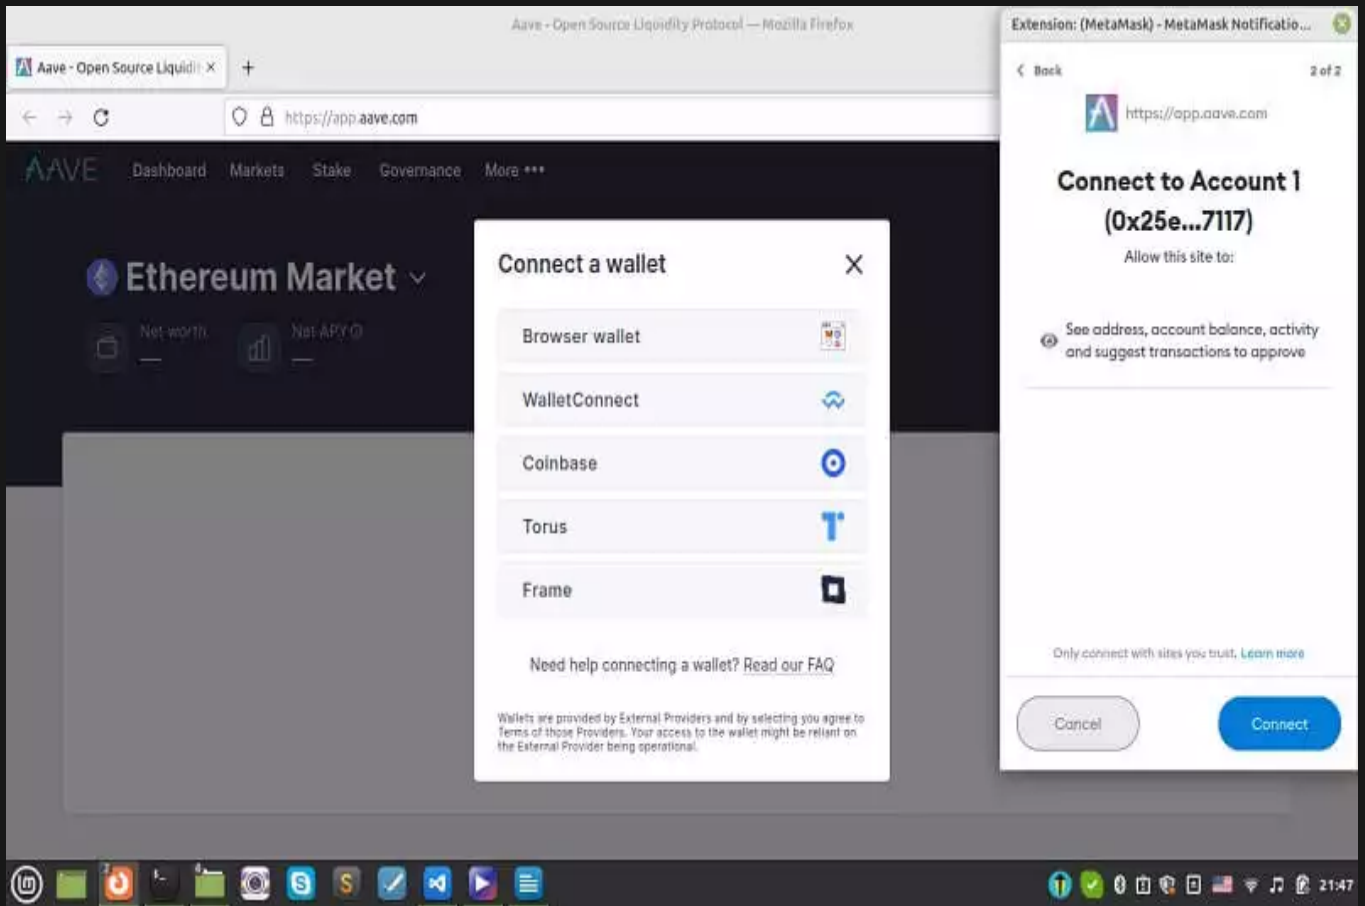 Aave - Open Source Liquidity Protocol — Mozilla Firefox
Aave - Open Source Liquidi
https://app.aave.com
AAVE Dashboard Markets Stake Governance More •••
Ethereum Market
Net worth
—
Net APY
—
Connect a wallet
Browser wallet
WalletConnect
Coinbase
Torus
Frame
Need help connecting a wallet? Read our FAQ
Wallets are provided by External Providers and by selecting you agree to
Terms of those Providers. Your access to the wallet might be reliant on
the External Provider being operational.
Extension: (MetaMask) - MetaMask Notificatio...
Back 2 of 2
https://app.aave.com
Connect to Account 1
(0x25e...7117)
Allow this site to:
See address, account balance, activity
and suggest transactions to approve
Only connect with sites you trust. Learn more
Cancel Connect
21:47